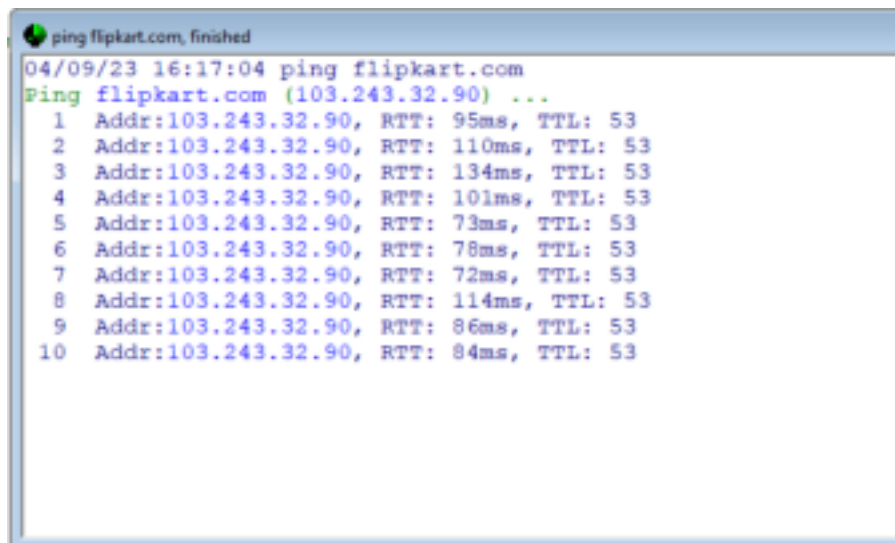 ping flipkart.com, finished
04/09/23 16:17:04 ping flipkart.com
Ping flipkart.com (103.243.32.90) ...
1 Addr:103.243.32.90, RTT: 95ms, TTL: 53
2 Addr:103.243.32.90, RTT: 110ms, TTL: 53
3 Addr:103.243.32.90, RTT: 134ms, TTL: 53
4 Addr:103.243.32.90, RTT: 101ms, TTL: 53
5 Addr:103.243.32.90, RTT: 73ms, TTL: 53
6 Addr:103.243.32.90, RTT: 78ms, TTL: 53
7 Addr:103.243.32.90, RTT: 72ms, TTL: 53
8 Addr:103.243.32.90, RTT: 114ms, TTL: 53
9 Addr:103.243.32.90, RTT: 86ms, TTL: 53
10 Addr:103.243.32.90, RTT: 84ms, TTL: 53